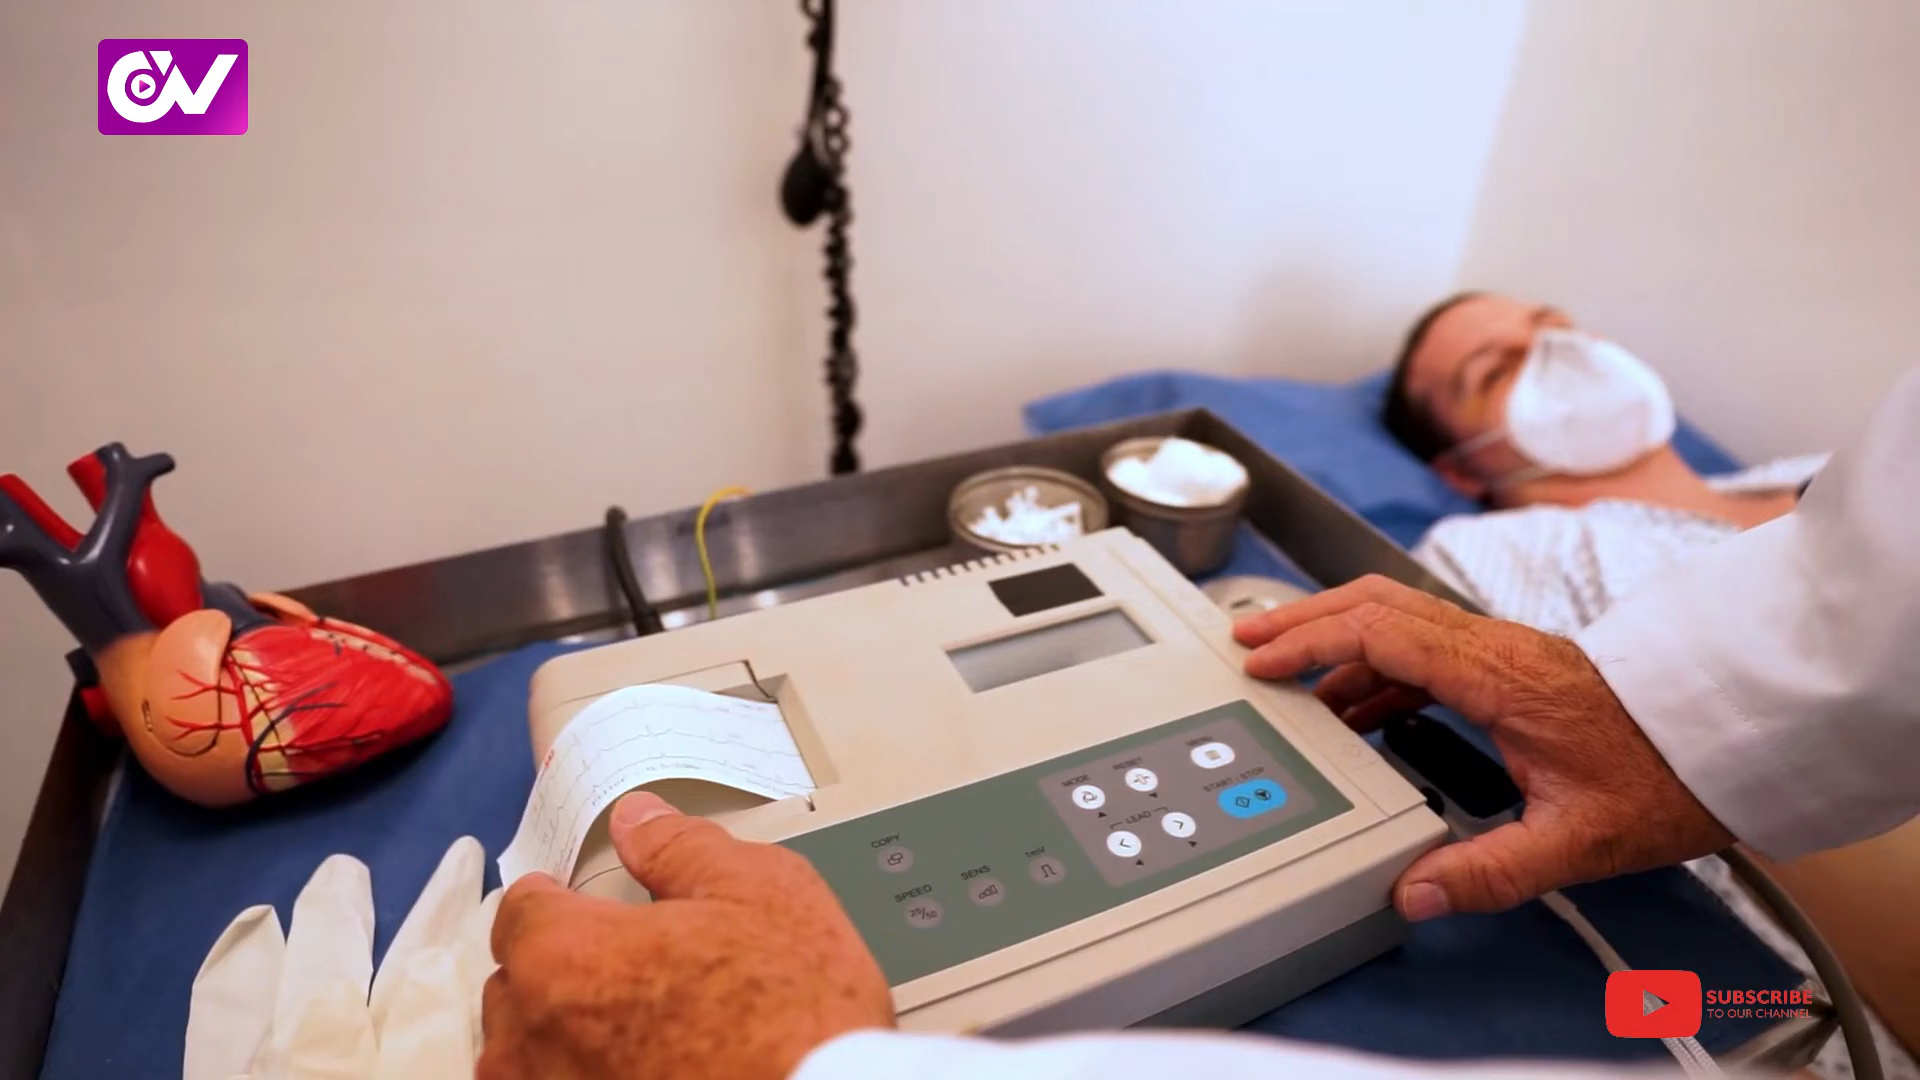 COPY
SPEED
25/50
SENS
1mV
MODE
RESET
MENU
LEAD
START / STOP
SUBSCRIBE
TO OUR CHANNEL